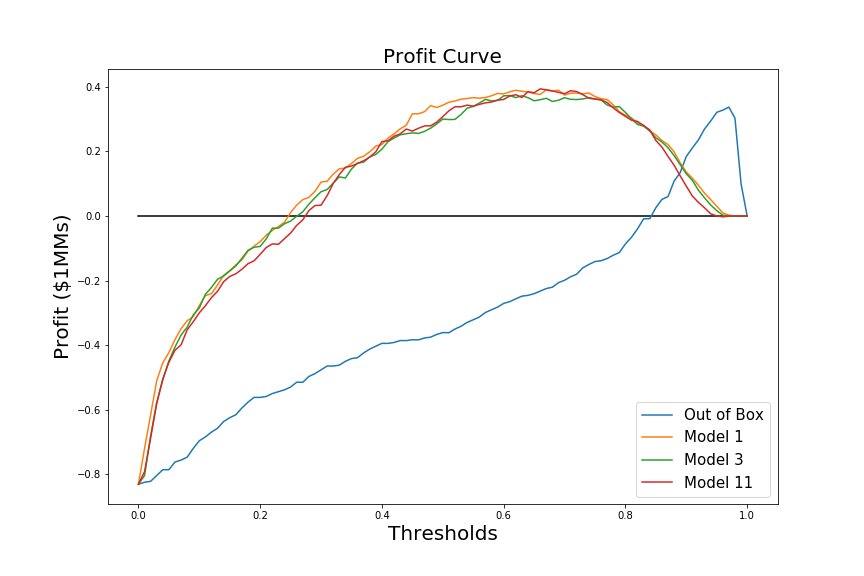 Profit Curve
Profit ($1MMs)
0.4
0.2
0.0
−0.2
−0.4
−0.6
−0.8
0.0 0.2 0.4 0.6 0.8 1.0
Thresholds
Out of Box
Model 1
Model 3
Model 11